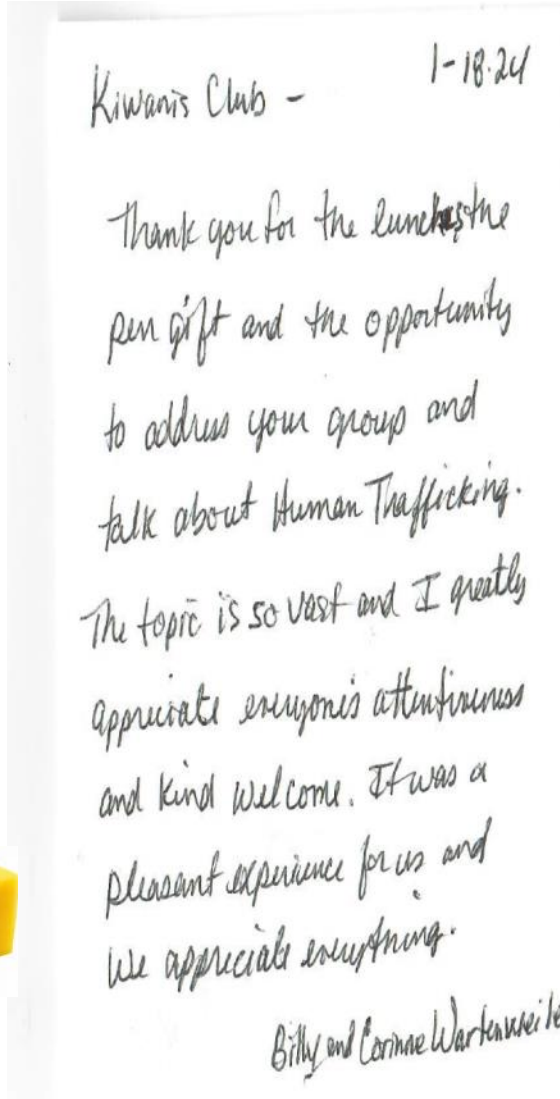 1-18-24
Kiwanis Club -
Thank you for the lunches, the
pen gift and the opportunity
to address your group and
talk about Human Trafficking.
The topic is so vast and I greatly
appreciate everyone's attentiveness
and kind welcome. It was a
pleasant experience for us and
we appreciate everything.
Billy and Corinne